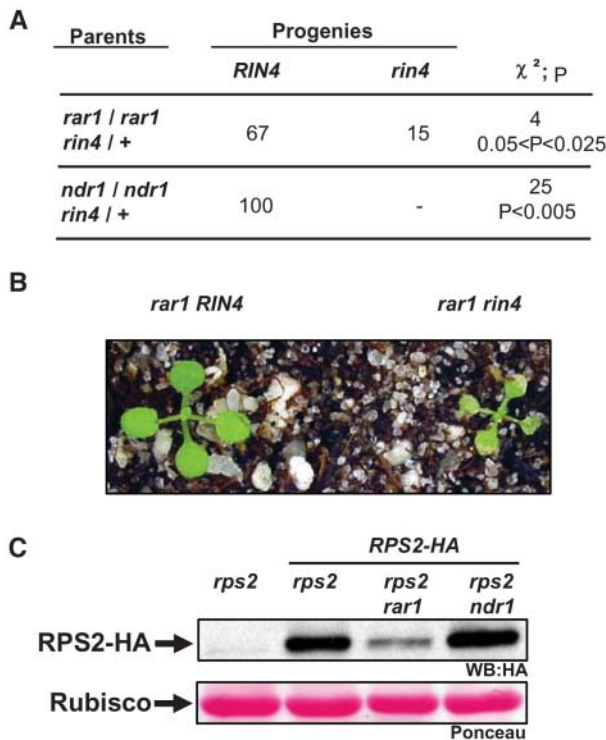 A
Parents Progenies
RIN4 rin4 χ ²; P
rar1 / rar1
rin4 / +
67 15
4
0.05<P<0.025
ndr1 / ndr1
rin4 / +
100 -
25
P<0.005
B
rar1 RIN4 rar1 rin4
C
RPS2-HA
rps2 rps2 rps2 rps2
rar1 ndr1
RPS2-HA
WB:HA
Rubisco
Ponceau